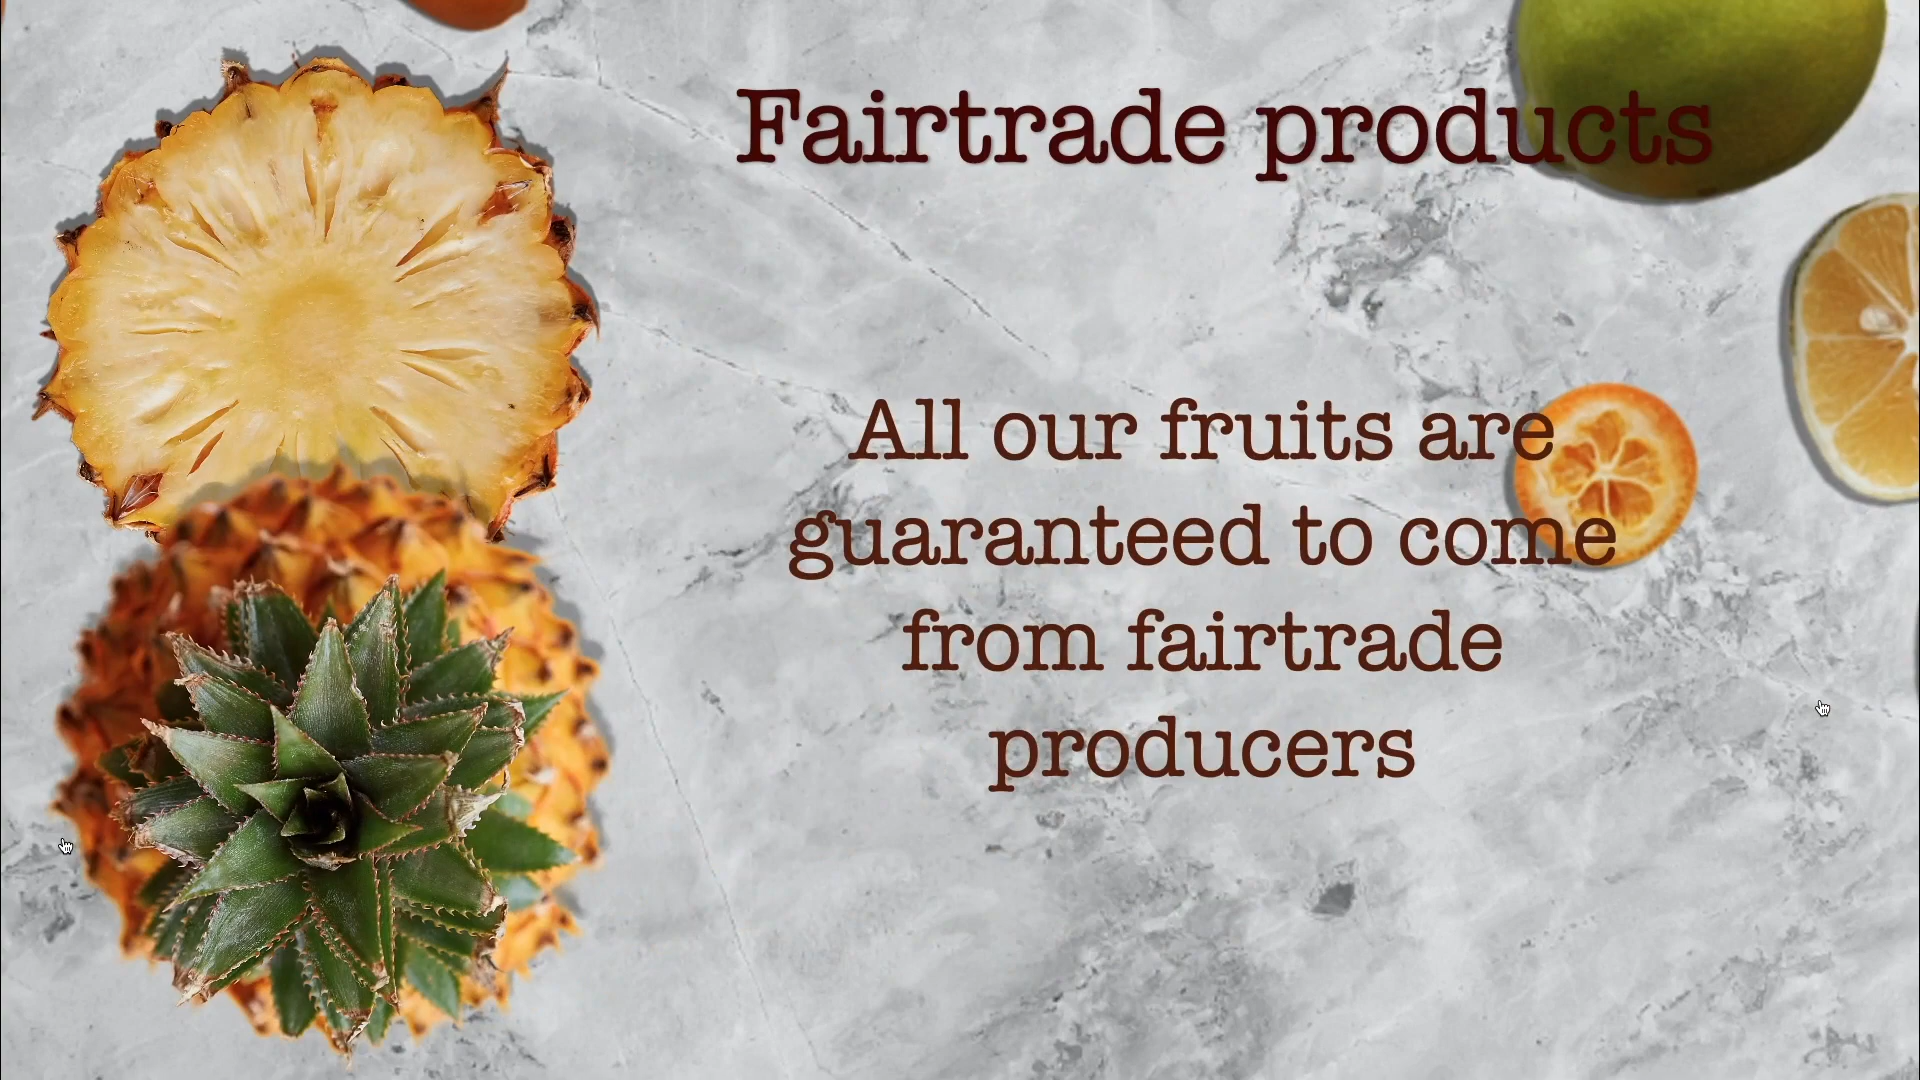 Fairtrade products
All our fruits are
guaranteed to come
from fairtrade
producers